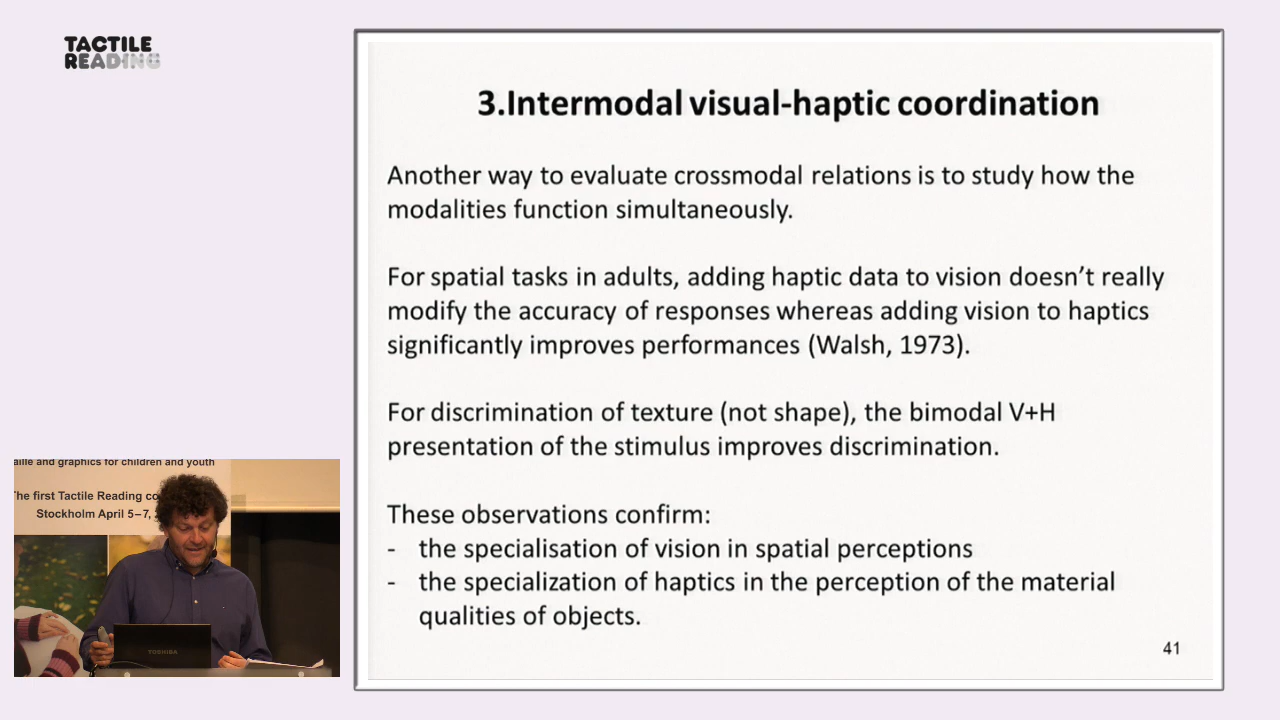 TACTILE
READING
3.Intermodal visual-haptic coordination
Another way to evaluate crossmodal relations is to study how the
modalities function simultaneously.
For spatial tasks in adults, adding haptic data to vision doesn’t really
modify the accuracy of responses whereas adding vision to haptics
significantly improves performances (Walsh, 1973).
For discrimination of texture (not shape), the bimodal V+H
presentation of the stimulus improves discrimination.
These observations confirm:
- the specialisation of vision in spatial perceptions
- the specialization of haptics in the perception of the material
qualities of objects.
41
and graphics for children and youth
The first Tactile Reading
Stockholm April 5–7,
TOSHIBA